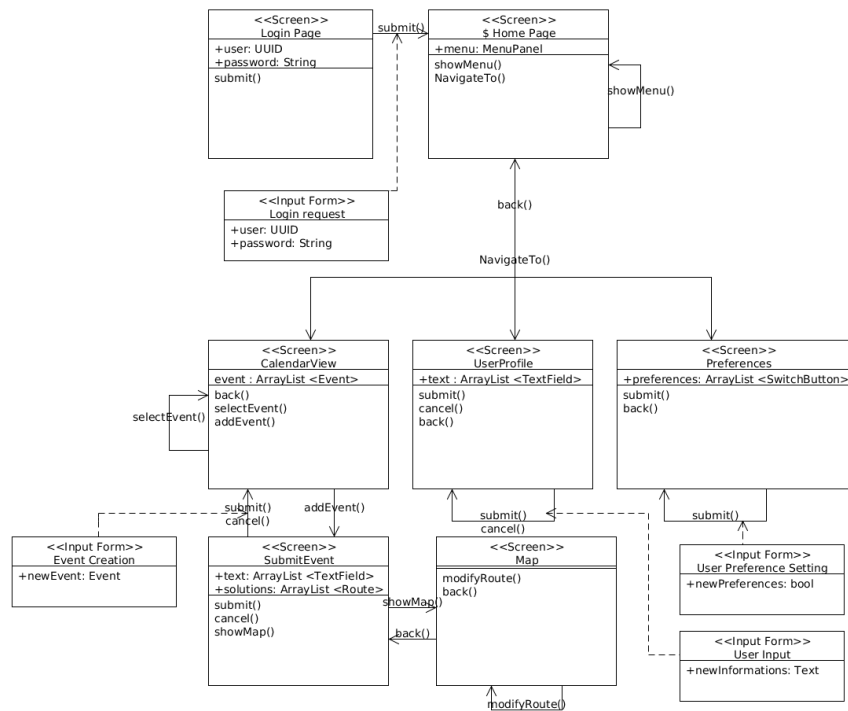 <<Screen>>
Login Page
+user: UUID
+password: String
submit()
submit()
<<Screen>>
$ Home Page
+menu: MenuPanel
showMenu()
NavigateTo()
showMenu()
<<Input Form>>
Login request
+user: UUID
+password: String
back()
NavigateTo()
<<Screen>>
CalendarView
event : ArrayList <Event>
back()
selectEvent()
addEvent()
selectEvent()
<<Screen>>
UserProfile
+text : ArrayList <TextField>
submit()
cancel()
back()
<<Screen>>
Preferences
+preferences: ArrayList <SwitchButton>
submit()
back()
submit()
cancel()
addEvent()
submit()
cancel()
submit()
<<Input Form>>
Event Creation
+newEvent: Event
<<Screen>>
SubmitEvent
+text: ArrayList <TextField>
+solutions: ArrayList <Route>
submit()
cancel()
showMap()
showMap()
back()
<<Screen>>
Map
modifyRoute()
back()
modifyRoute()
<<Input Form>>
User Preference Setting
+newPreferences: bool
<<Input Form>>
User Input
+newInformations: Text